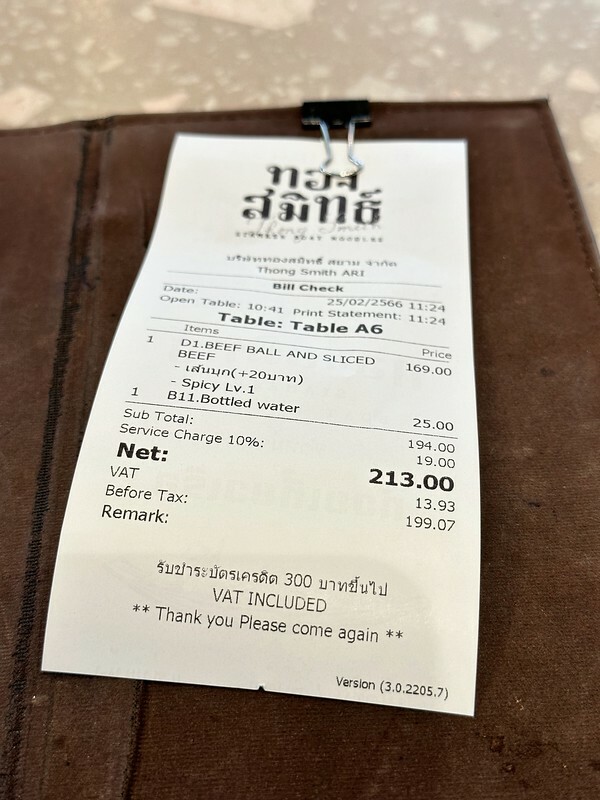 ทอง
สมิทธิ์
Thong Smith
SIAMESE BOAT NOODLES
บริษัททองสมิทธิ์ สยาม จำกัด
Thong Smith ARI
Bill Check
Date: 25/02/2566 11:24
Open Table: 10:41 Print Statement: 11:24
Table: Table A6
Items Price
1 D1.BEEF BALL AND SLICED 169.00
BEEF
- เส้นบุก(+20บาท)
- Spicy Lv.1
1 B11.Bottled water 25.00
Sub Total: 194.00
Service Charge 10%: 19.00
Net: 213.00
VAT 13.93
Before Tax: 199.07
Remark:
รับชำระบัตรเครดิต 300 บาทขึ้นไป
VAT INCLUDED
** Thank you Please come again **
Version (3.0.2205.7)